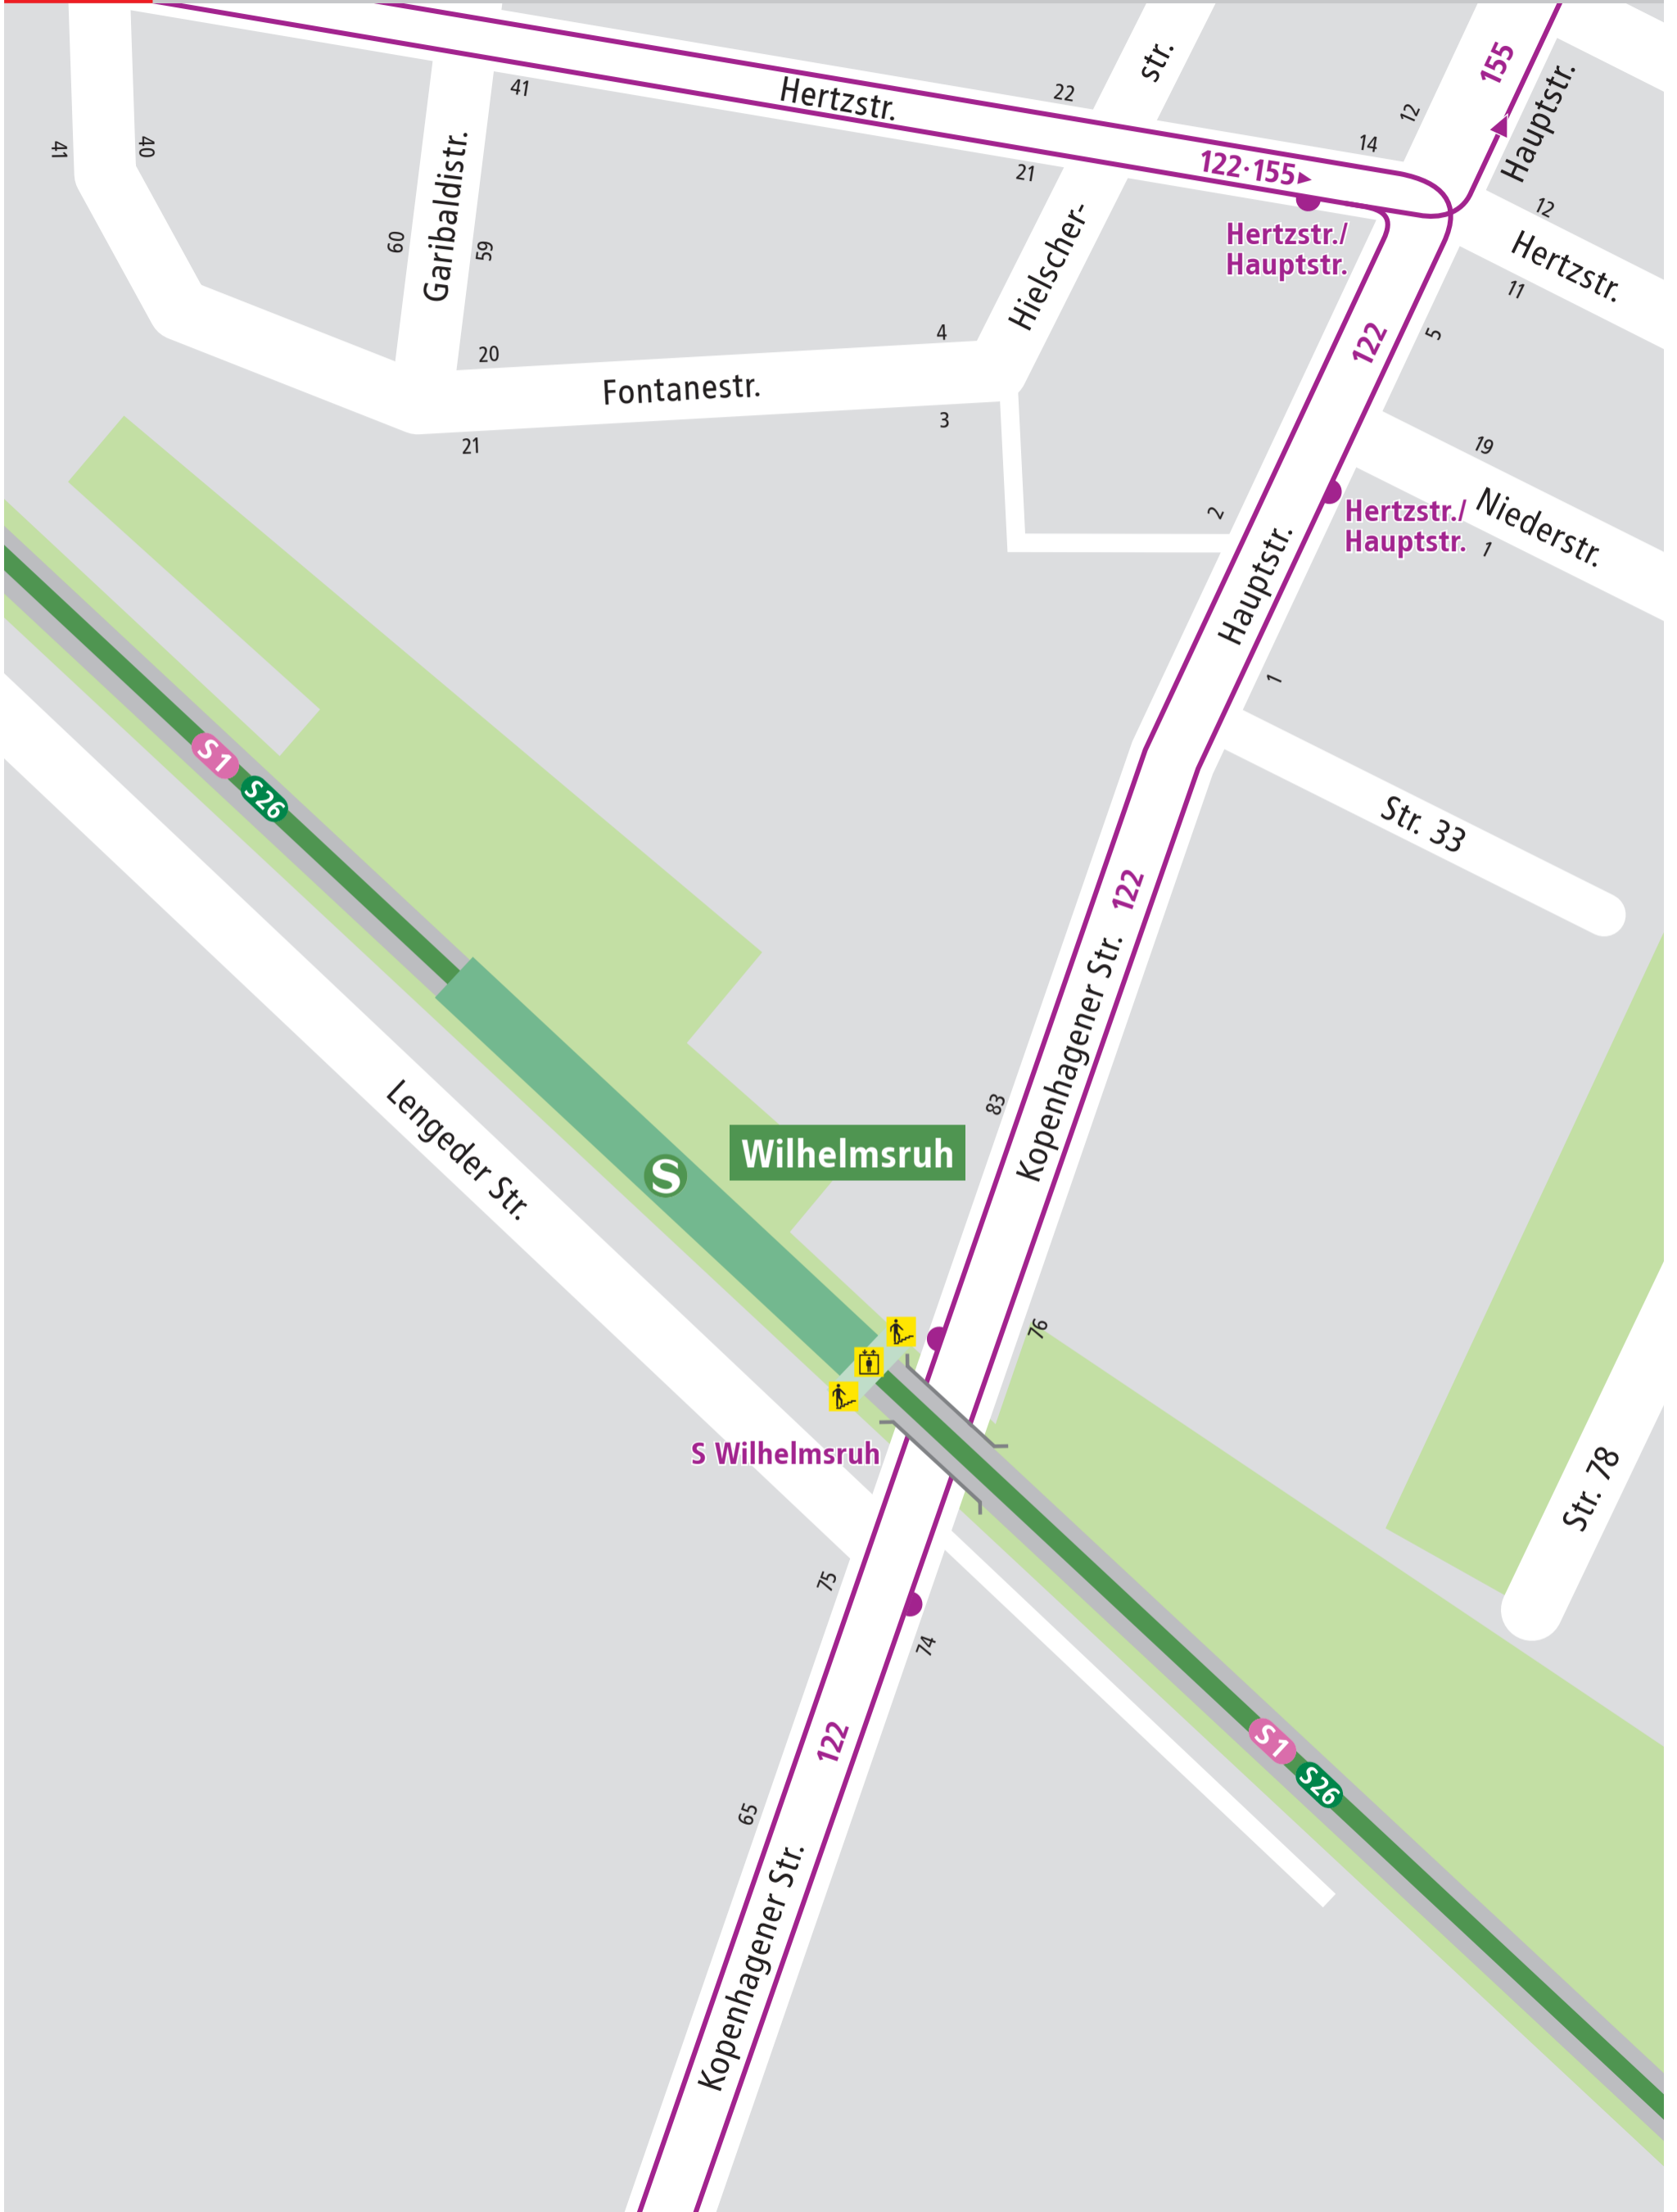 155
Hauptstr.
str.
22
12
41
Hertzstr.
14
41
40
Garibaldistr.
21
122·155
12
60
59
Hielscher-
Hertzstr./
Hauptstr.
Hertzstr.
11
122
5
4
20
Fontanestr.
3
21
19
2
Hertzstr./
Hauptstr.
Niederstr.
1
Hauptstr.
1
S 1
S26
Str. 33
122
Kopenhagener Str.
83
Lengeder Str.
Wilhelmsruh
S
76
S Wilhelmsruh
Str. 78
75
74
122
S 1
S26
65
Kopenhagener Str.